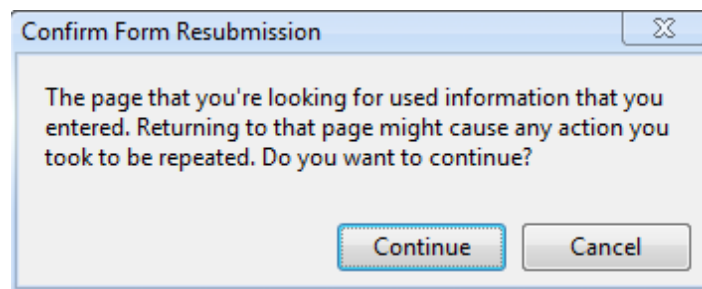 Confirm Form Resubmission
The page that you're looking for used information that you
entered. Returning to that page might cause any action you
took to be repeated. Do you want to continue?
Continue
Cancel